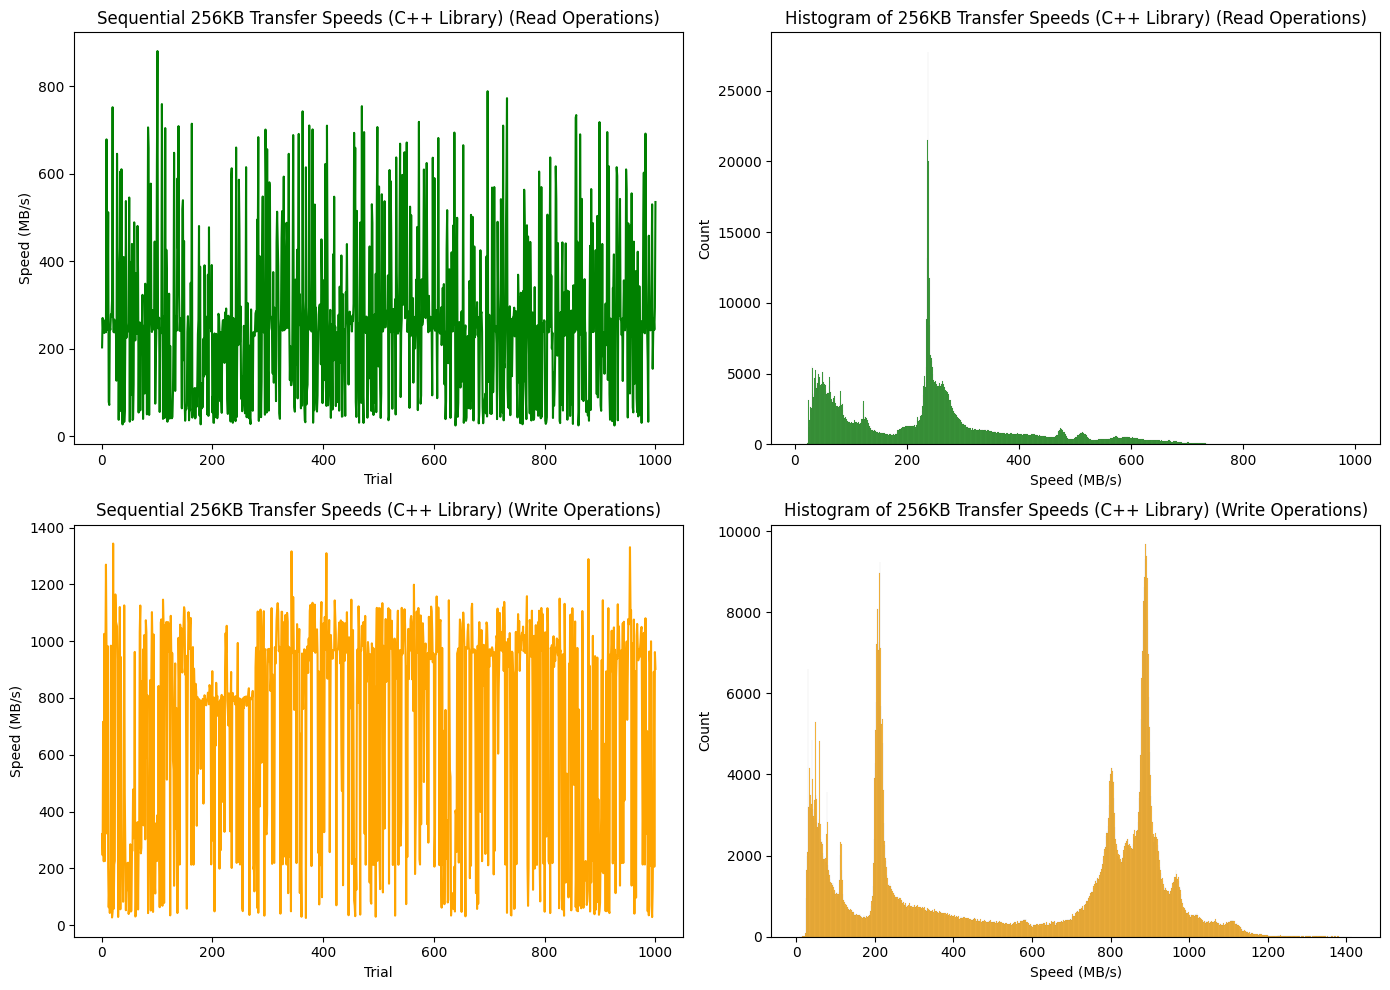 Sequential 256KB Transfer Speeds (C++ Library) (Read Operations)
Speed (MB/s)
800
600
400
200
0
0 200 400 600 800 1000
Trial
Histogram of 256KB Transfer Speeds (C++ Library) (Read Operations)
Count
25000
20000
15000
10000
5000
0
0 200 400 600 800 1000
Speed (MB/s)
Sequential 256KB Transfer Speeds (C++ Library) (Write Operations)
Speed (MB/s)
1400
1200
1000
800
600
400
200
0
0 200 400 600 800 1000
Trial
Histogram of 256KB Transfer Speeds (C++ Library) (Write Operations)
Count
10000
8000
6000
4000
2000
0
0 200 400 600 800 1000 1200 1400
Speed (MB/s)